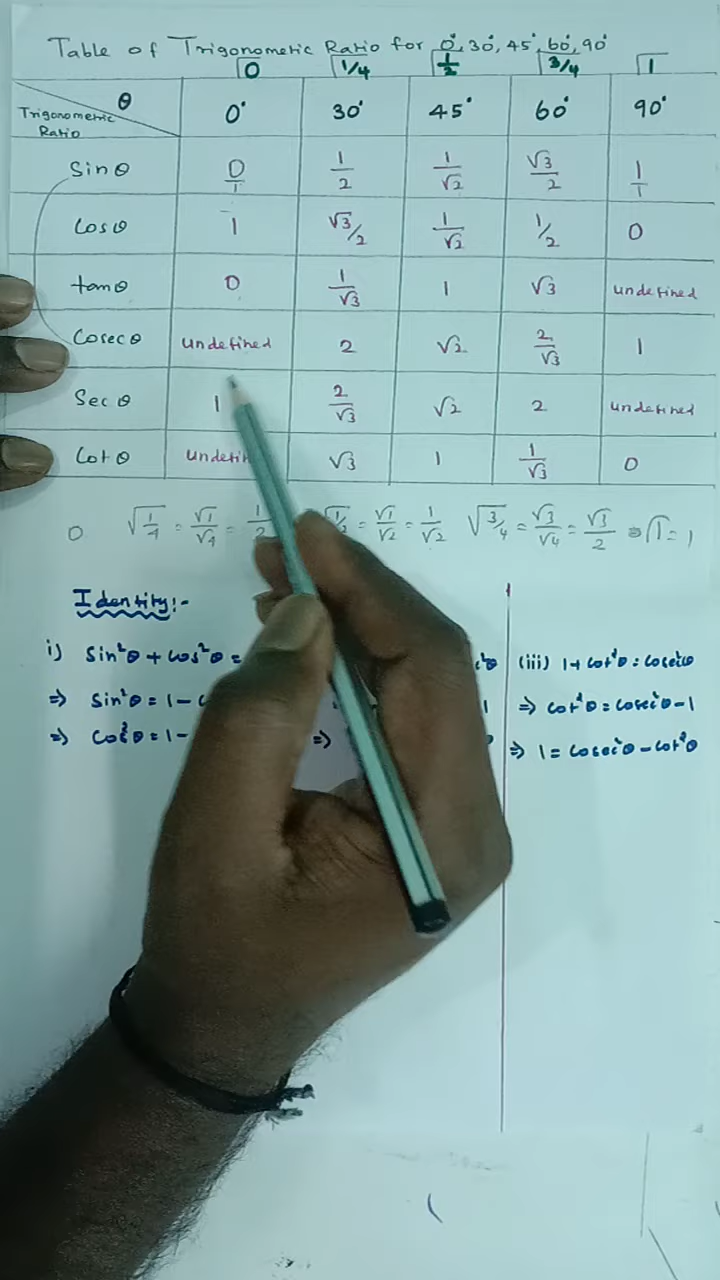 Table of Trigonometric Ratio for 0°, 30°, 45°, 60°, 90°
√0 √1/4 √1/2 √3/4 √1
θ Trigonometric Ratio 0° 30° 45° 60° 90°
Sinθ 0/1 1/2 1/√2 √3/2 1/1
Cosθ 1 √3/2 1/√2 1/2 0
tanθ 0 1/√3 1 √3 undefined
Cosecθ undefined 2 √2 2/√3 1
Secθ 1 2/√3 √2 2 undefined
Cotθ √3 1 1/√3 0
0 √1/4 = √1/√4 = 1/2 = √1/√2 = 1/√2 √3/4 = √3/√4 = √3/2 √1 = 1
Identity:-
i) Sin²θ + Cos²θ = (iii) 1 + Cot²θ = Cosec²θ
⇒ Sin²θ = 1 - 1 ⇒ Cot²θ = Cosec²θ - 1
⇒ Cos²θ = 1 - ⇒ ⇒ 1 = Cosec²θ - Cot²θ